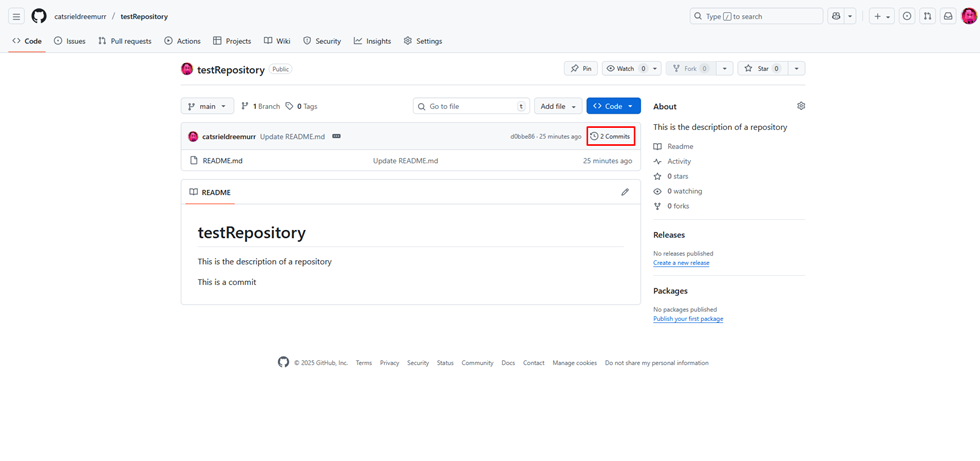 catsrieldreemurr / testRepository
Type / to search
Code Issues Pull requests Actions Projects Wiki Security Insights Settings
testRepository Public
Pin Watch 0 Fork 0 Star 0
main 1 Branch 0 Tags Go to file t Add file Code
catsrieldreemurr Update README.md d0bbe86 · 25 minutes ago 2 Commits
README.md Update README.md 25 minutes ago
README
testRepository
This is the description of a repository
This is a commit
About
This is the description of a repository
Readme
Activity
0 stars
0 watching
0 forks
Releases
No releases published
Create a new release
Packages
No packages published
Publish your first package
© 2025 GitHub, Inc. Terms Privacy Security Status Community Docs Contact Manage cookies Do not share my personal information